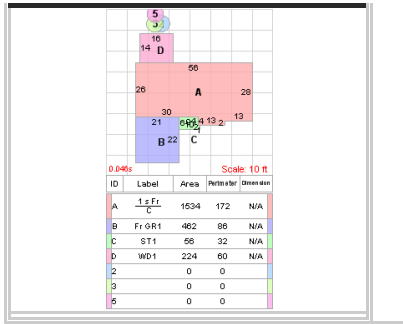 5
3
16
14 D
56
26 A 28
30
13
21 4 13 2
B 22 C
0.046s Scale: 10 ft
ID Label Area Perimeter Dimension
A 1 s Fr 1534 172 N/A
C
B Fr GR1 462 86 N/A
C ST1 56 32 N/A
D WD1 224 60 N/A
2 0 0
3 0 0
5 0 0